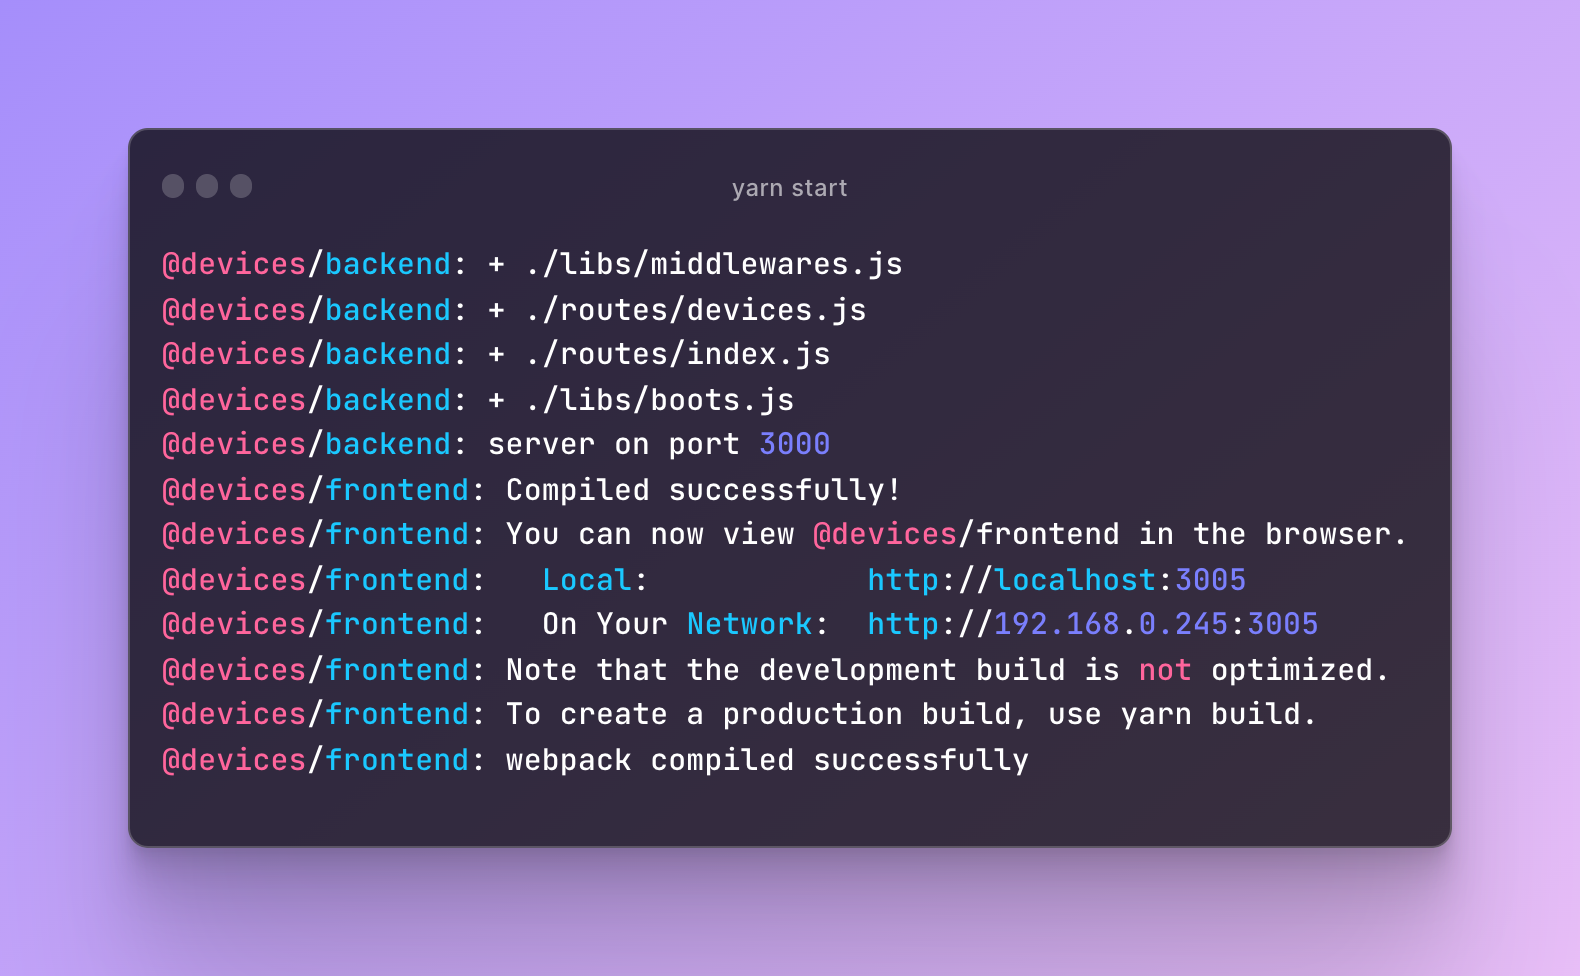 yarn start
@devices/backend: + ./libs/middlewares.js
@devices/backend: + ./routes/devices.js
@devices/backend: + ./routes/index.js
@devices/backend: + ./libs/boots.js
@devices/backend: server on port 3000
@devices/frontend: Compiled successfully!
@devices/frontend: You can now view @devices/frontend in the browser.
@devices/frontend:   Local:            http://localhost:3005
@devices/frontend:   On Your Network:  http://192.168.0.245:3005
@devices/frontend: Note that the development build is not optimized.
@devices/frontend: To create a production build, use yarn build.
@devices/frontend: webpack compiled successfully